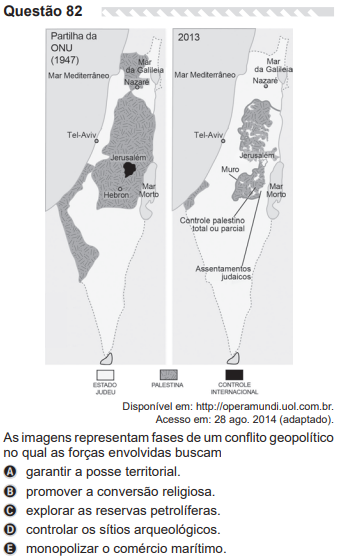 Questão 82
Partilha da
ONU
(1947)
Mar
da Galileia
Mar Mediterrâneo
Nazaré
Tel-Aviv
Jerusalém
Hebron
Mar
Morto
2013
Mar
da Galileia
Mar Mediterrâneo
Nazaré
Tel-Aviv
Jerusalém
Muro
Mar
Morto
Controle palestino
total ou parcial
Assentamentos
judaicos
ESTADO
JUDEU
PALESTINA
CONTROLE
INTERNACIONAL
Disponível em: http://operamundi.uol.com.br.
Acesso em: 28 ago. 2014 (adaptado).
As imagens representam fases de um conflito geopolítico
no qual as forças envolvidas buscam
A garantir a posse territorial.
B promover a conversão religiosa.
C explorar as reservas petrolíferas.
D controlar os sítios arqueológicos.
E monopolizar o comércio marítimo.